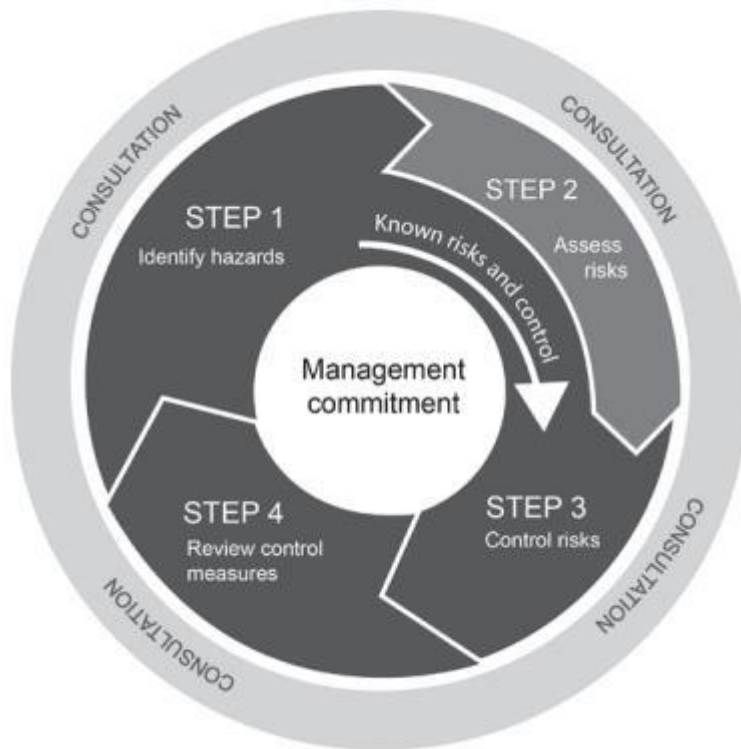 CONSULTATION
CONSULTATION
STEP 1
Identify hazards
STEP 2
Assess
risks
Known risks and control
Management
commitment
STEP 4
Review control
measures
STEP 3
Control risks
CONSULTATION
CONSULTATION